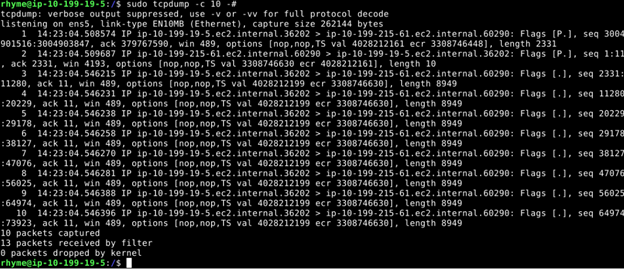 rhyme@ip-10-199-19-5:/$ sudo tcpdump -c 10 -#
tcpdump: verbose output suppressed, use -v or -vv for full protocol decode
listening on ens5, link-type EN10MB (Ethernet), capture size 262144 bytes
    1  14:23:04.508574 IP ip-10-199-19-5.ec2.internal.36202 > ip-10-199-215-61.ec2.internal.60290: Flags [P.], seq 3004
901516:3004903847, ack 379767590, win 489, options [nop,nop,TS val 4028212161 ecr 3308746448], length 2331
    2  14:23:04.509687 IP ip-10-199-215-61.ec2.internal.60290 > ip-10-199-19-5.ec2.internal.36202: Flags [P.], seq 1:11
, ack 2331, win 4193, options [nop,nop,TS val 3308746630 ecr 4028212161], length 10
    3  14:23:04.546215 IP ip-10-199-19-5.ec2.internal.36202 > ip-10-199-215-61.ec2.internal.60290: Flags [.], seq 2331:
11280, ack 11, win 489, options [nop,nop,TS val 4028212199 ecr 3308746630], length 8949
    4  14:23:04.546231 IP ip-10-199-19-5.ec2.internal.36202 > ip-10-199-215-61.ec2.internal.60290: Flags [.], seq 11280
:20229, ack 11, win 489, options [nop,nop,TS val 4028212199 ecr 3308746630], length 8949
    5  14:23:04.546238 IP ip-10-199-19-5.ec2.internal.36202 > ip-10-199-215-61.ec2.internal.60290: Flags [.], seq 20229
:29178, ack 11, win 489, options [nop,nop,TS val 4028212199 ecr 3308746630], length 8949
    6  14:23:04.546258 IP ip-10-199-19-5.ec2.internal.36202 > ip-10-199-215-61.ec2.internal.60290: Flags [.], seq 29178
:38127, ack 11, win 489, options [nop,nop,TS val 4028212199 ecr 3308746630], length 8949
    7  14:23:04.546270 IP ip-10-199-19-5.ec2.internal.36202 > ip-10-199-215-61.ec2.internal.60290: Flags [.], seq 38127
:47076, ack 11, win 489, options [nop,nop,TS val 4028212199 ecr 3308746630], length 8949
    8  14:23:04.546281 IP ip-10-199-19-5.ec2.internal.36202 > ip-10-199-215-61.ec2.internal.60290: Flags [.], seq 47076
:56025, ack 11, win 489, options [nop,nop,TS val 4028212199 ecr 3308746630], length 8949
    9  14:23:04.546388 IP ip-10-199-19-5.ec2.internal.36202 > ip-10-199-215-61.ec2.internal.60290: Flags [.], seq 56025
:64974, ack 11, win 489, options [nop,nop,TS val 4028212199 ecr 3308746630], length 8949
   10  14:23:04.546396 IP ip-10-199-19-5.ec2.internal.36202 > ip-10-199-215-61.ec2.internal.60290: Flags [.], seq 64974
:73923, ack 11, win 489, options [nop,nop,TS val 4028212199 ecr 3308746630], length 8949
10 packets captured
13 packets received by filter
0 packets dropped by kernel
rhyme@ip-10-199-19-5:/$